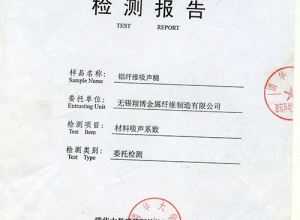 检测报告
TEST REPORT
样品名称: 铝纤维吸声棉
Sample Name
委托单位: 无锡翔博金属纤维制造有限公司
Entrusting Unit
检测项目: 材料吸声系数
Test Item
检测类别: 委托检测
Test Type